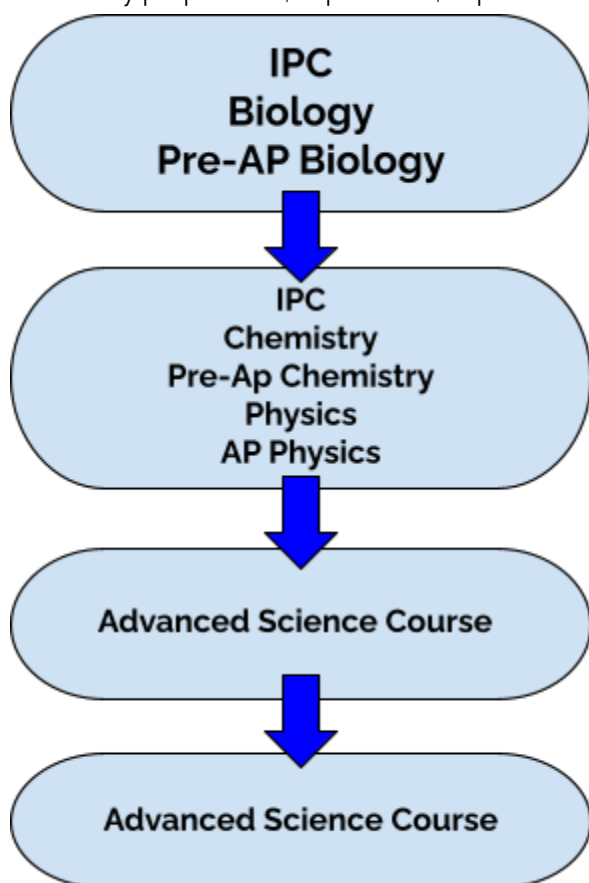 IPC
Biology
Pre-AP Biology
IPC
Chemistry
Pre-Ap Chemistry
Physics
AP Physics
Advanced Science Course
Advanced Science Course